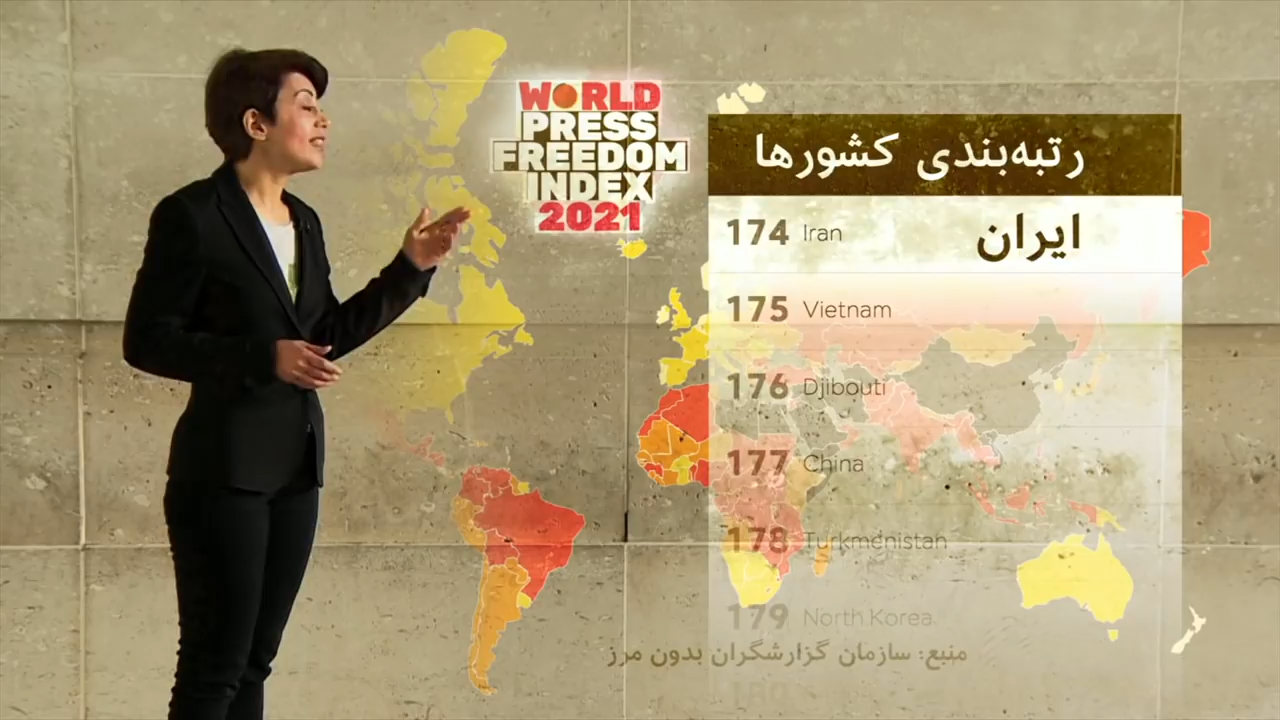 WORLD
PRESS
FREEDOM
INDEX
2021
رتبه‌بندی کشورها
174 Iran ایران
175 Vietnam
176 Djibouti
177 China
178 Turkmenistan
179 North Korea
180
منبع: سازمان گزارشگران بدون مرز